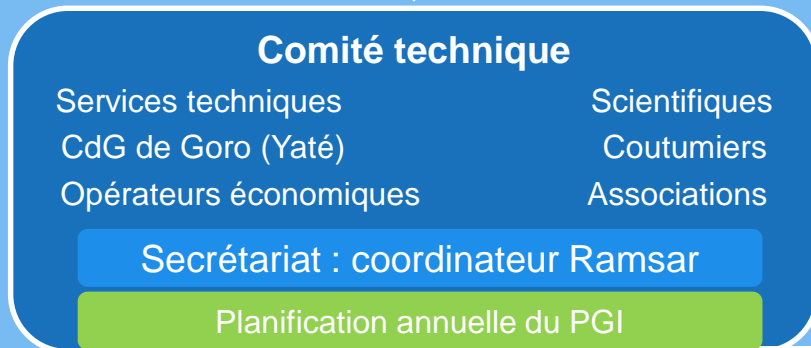 Comité technique
Services techniques
Scientifiques
CdG de Goro (Yaté)
Coutumiers
Opérateurs économiques
Associations
Secrétariat : coordinateur Ramsar
Planification annuelle du PGI